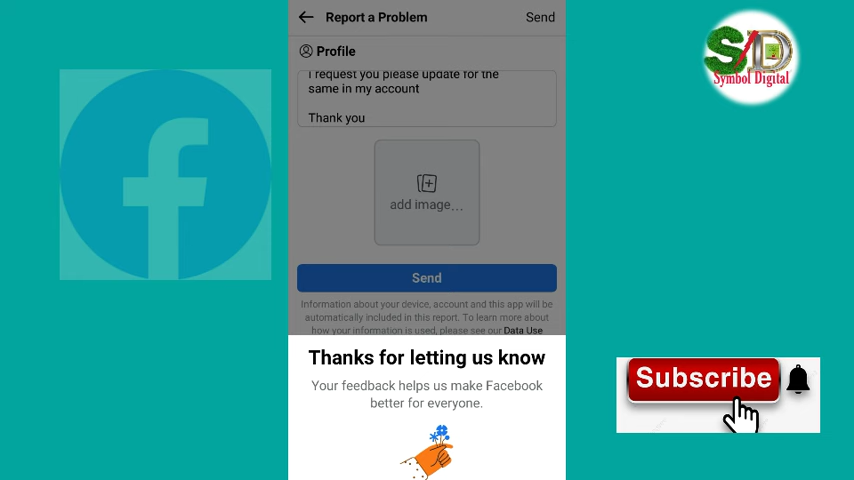 Report a Problem
Send
Profile
I request you please update for the
same in my account
Thank you
add image...
Send
Information about your device, account and this app will be
automatically included in this report. To learn more about
how your information is used, please see our Data Use
Thanks for letting us know
Your feedback helps us make Facebook
better for everyone.
SD
Symbol Digital
Subscribe